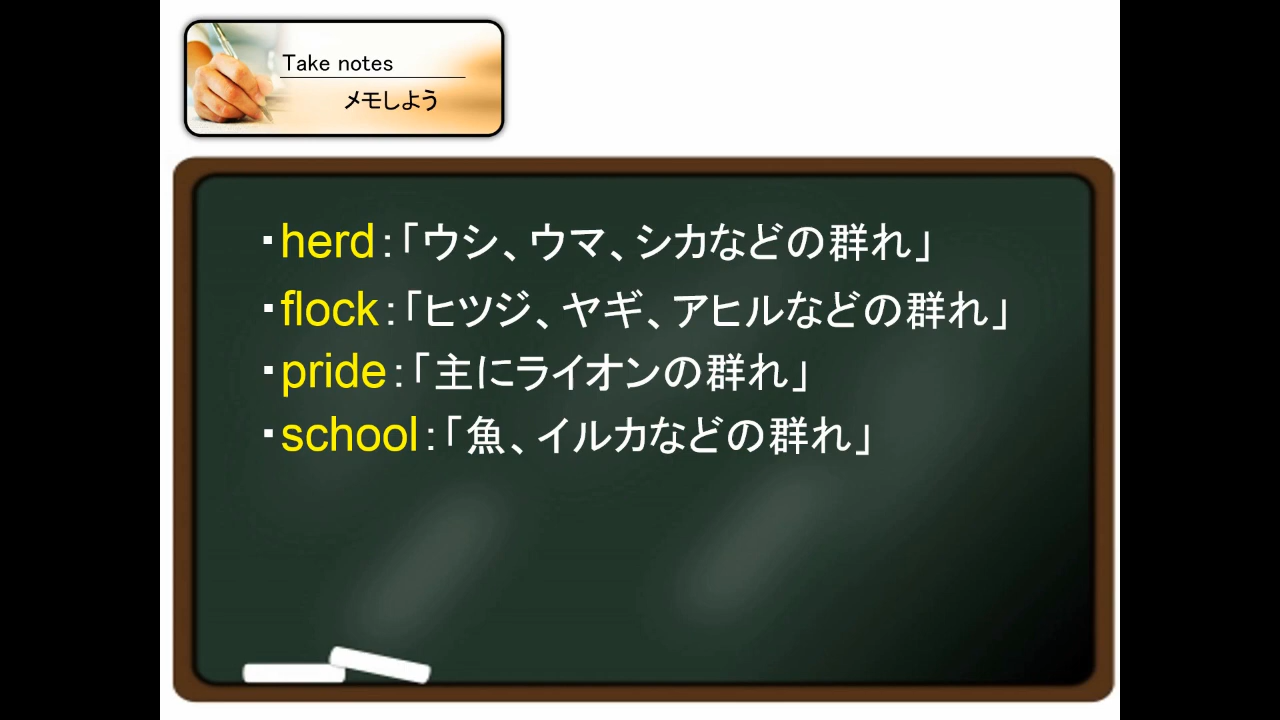 Take notes
メモしよう
・herd：「ウシ、ウマ、シカなどの群れ」
・flock：「ヒツジ、ヤギ、アヒルなどの群れ」
・pride：「主にライオンの群れ」
・school：「魚、イルカなどの群れ」